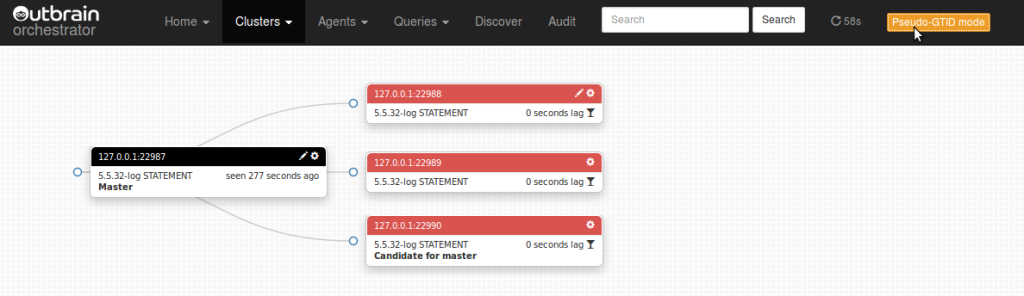 Outbrain
orchestrator
Home
Clusters
Agents
Queries
Discover
Audit
Search
Search
58s
Pseudo-GTID mode
127.0.0.1:22988
5.5.32-log STATEMENT 0 seconds lag
127.0.0.1:22987
5.5.32-log STATEMENT seen 277 seconds ago
Master
127.0.0.1:22989
5.5.32-log STATEMENT 0 seconds lag
127.0.0.1:22990
5.5.32-log STATEMENT 0 seconds lag
Candidate for master